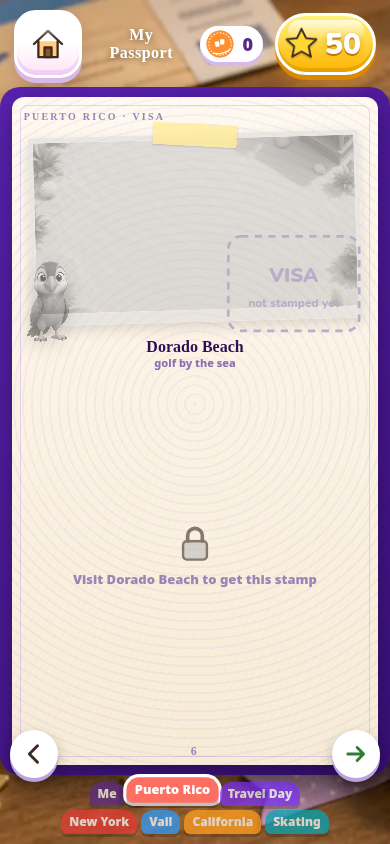 My
Passport
0
50
PUERTO RICO · VISA
VISA
not stamped yet
Dorado Beach
golf by the sea
Visit Dorado Beach to get this stamp
6
Me
Puerto Rico
Travel Day
New York
Vail
California
Skating